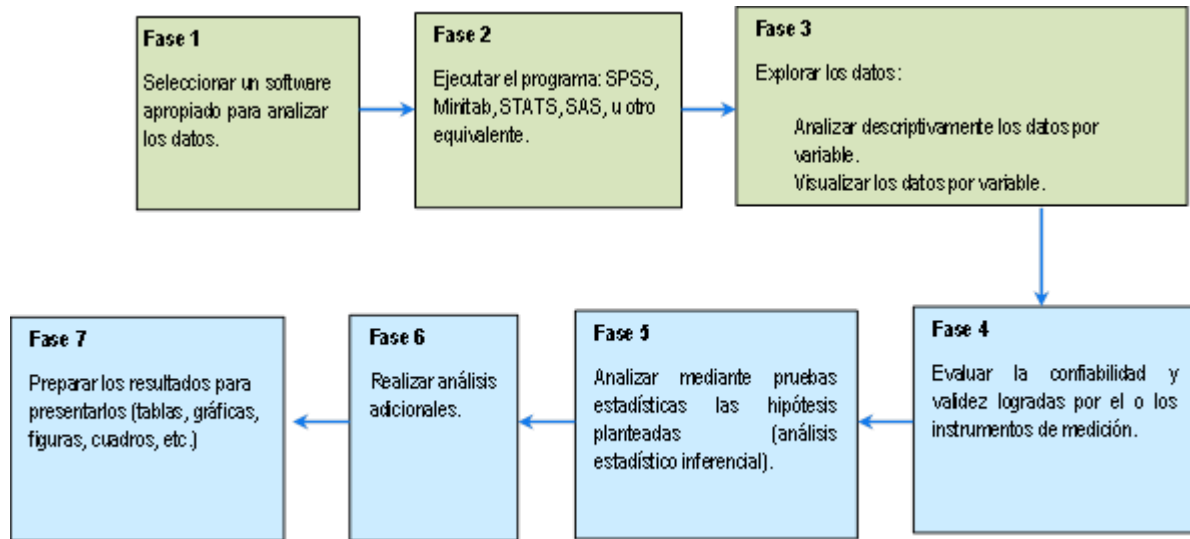 Fase 1
Seleccionar un software
apropiado para analizar
los datos.
Fase 2
Ejecutar el programa: SPSS,
Minitab, STATS, SAS, u otro
equivalente.
Fase 3
Explorar los datos:
Analizar descriptivamente los datos por
variable.
Visualizar los datos por variable.
Fase 4
Evaluar la confiabilidad y
validez logradas por el o los
instrumentos de medición.
Fase 5
Analizar mediante pruebas
estadísticas las hipótesis
planteadas (análisis
estadístico inferencial).
Fase 6
Realizar análisis
adicionales.
Fase 7
Preparar los resultados para
presentarlos (tablas, gráficas,
figuras, cuadros, etc.)